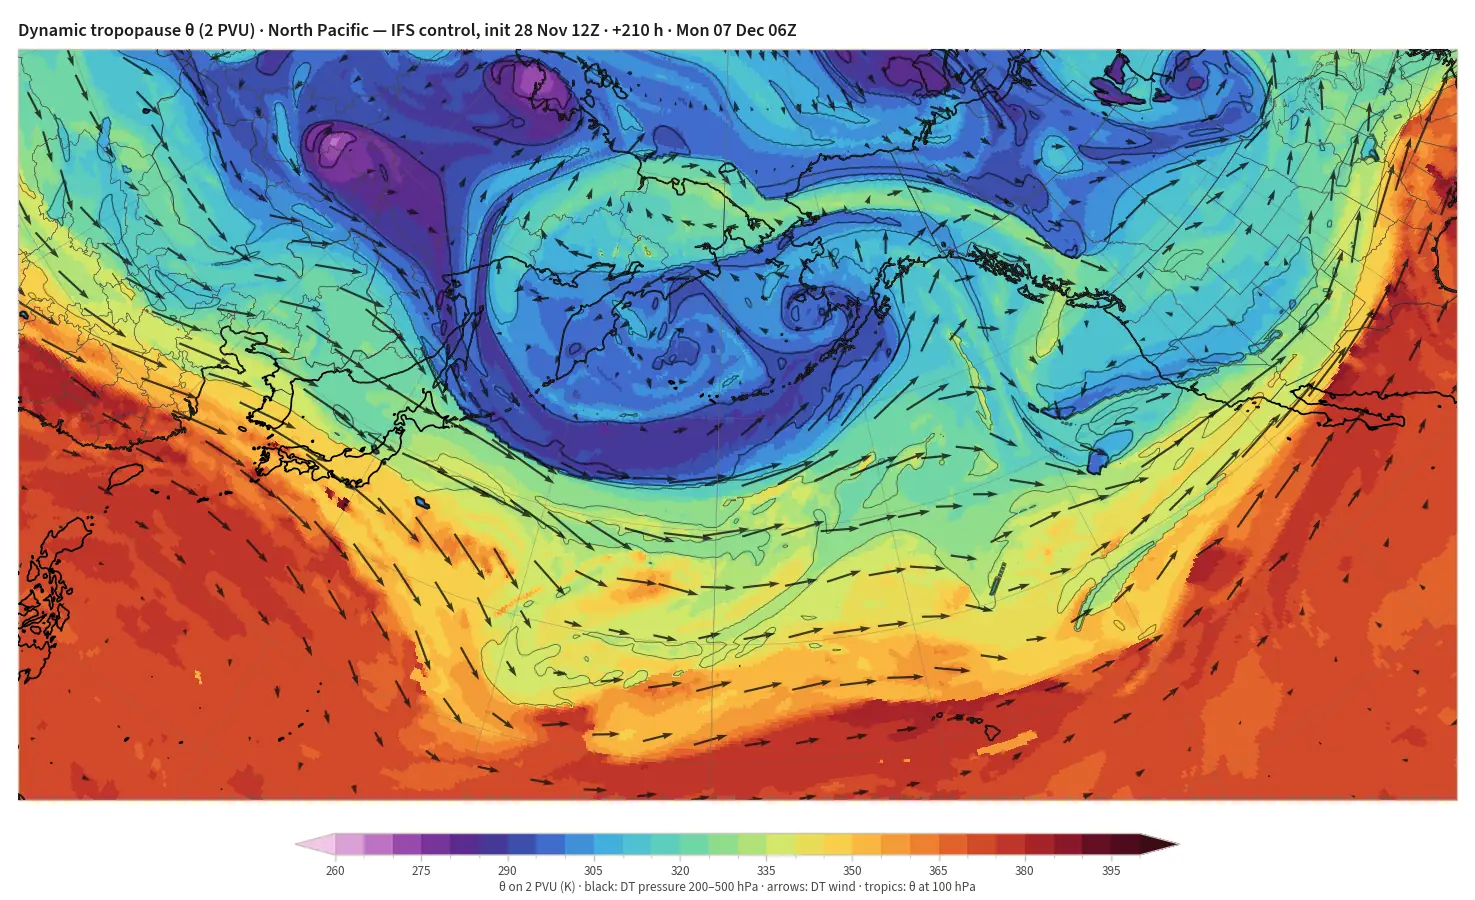 Dynamic tropopause θ (2 PVU) · North Pacific — IFS control, init 28 Nov 12Z · +210 h · Mon 07 Dec 06Z
260 275 290 305 320 335 350 365 380 395
θ on 2 PVU (K) · black: DT pressure 200–500 hPa · arrows: DT wind · tropics: θ at 100 hPa